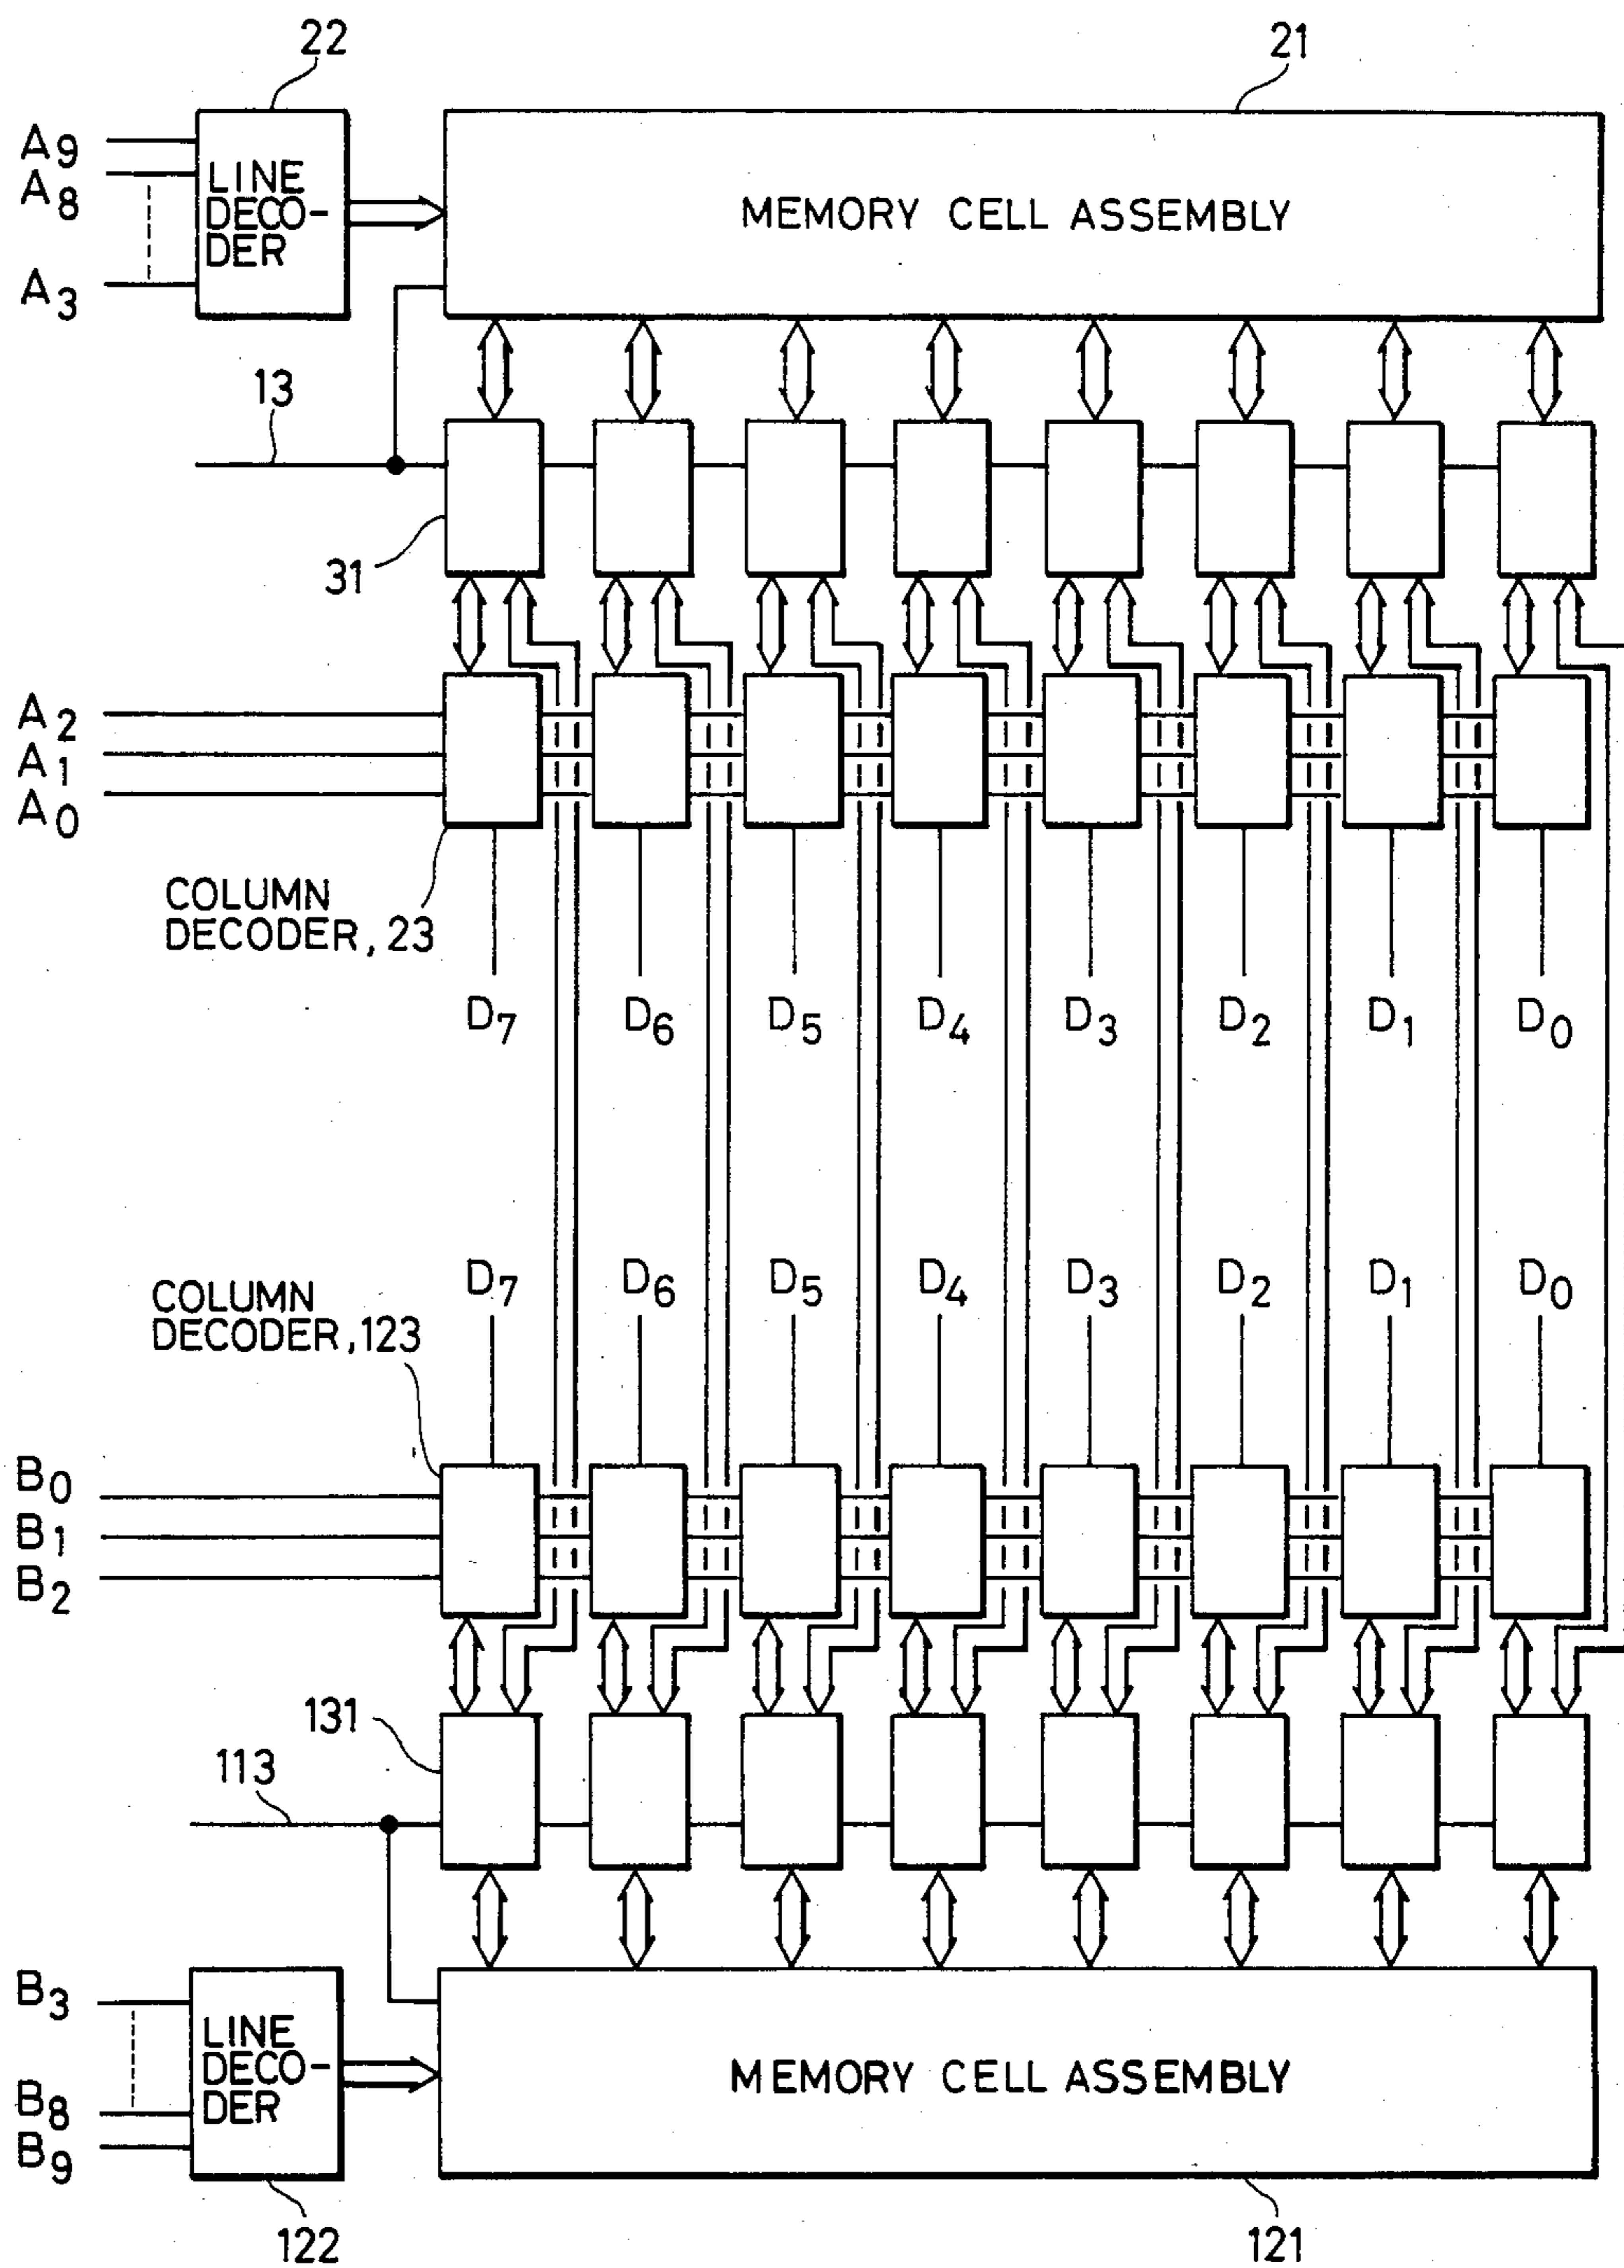 22
21
A9
A8
A3
LINE
DECO-
DER
MEMORY CELL ASSEMBLY
13
31
A2
A1
A0
COLUMN
DECODER, 23
D7 D6 D5 D4 D3 D2 D1 D0
D7 D6 D5 D4 D3 D2 D1 D0
COLUMN
DECODER, 123
B0
B1
B2
131
113
B3
B8
B9
LINE
DECO-
DER
MEMORY CELL ASSEMBLY
122
121